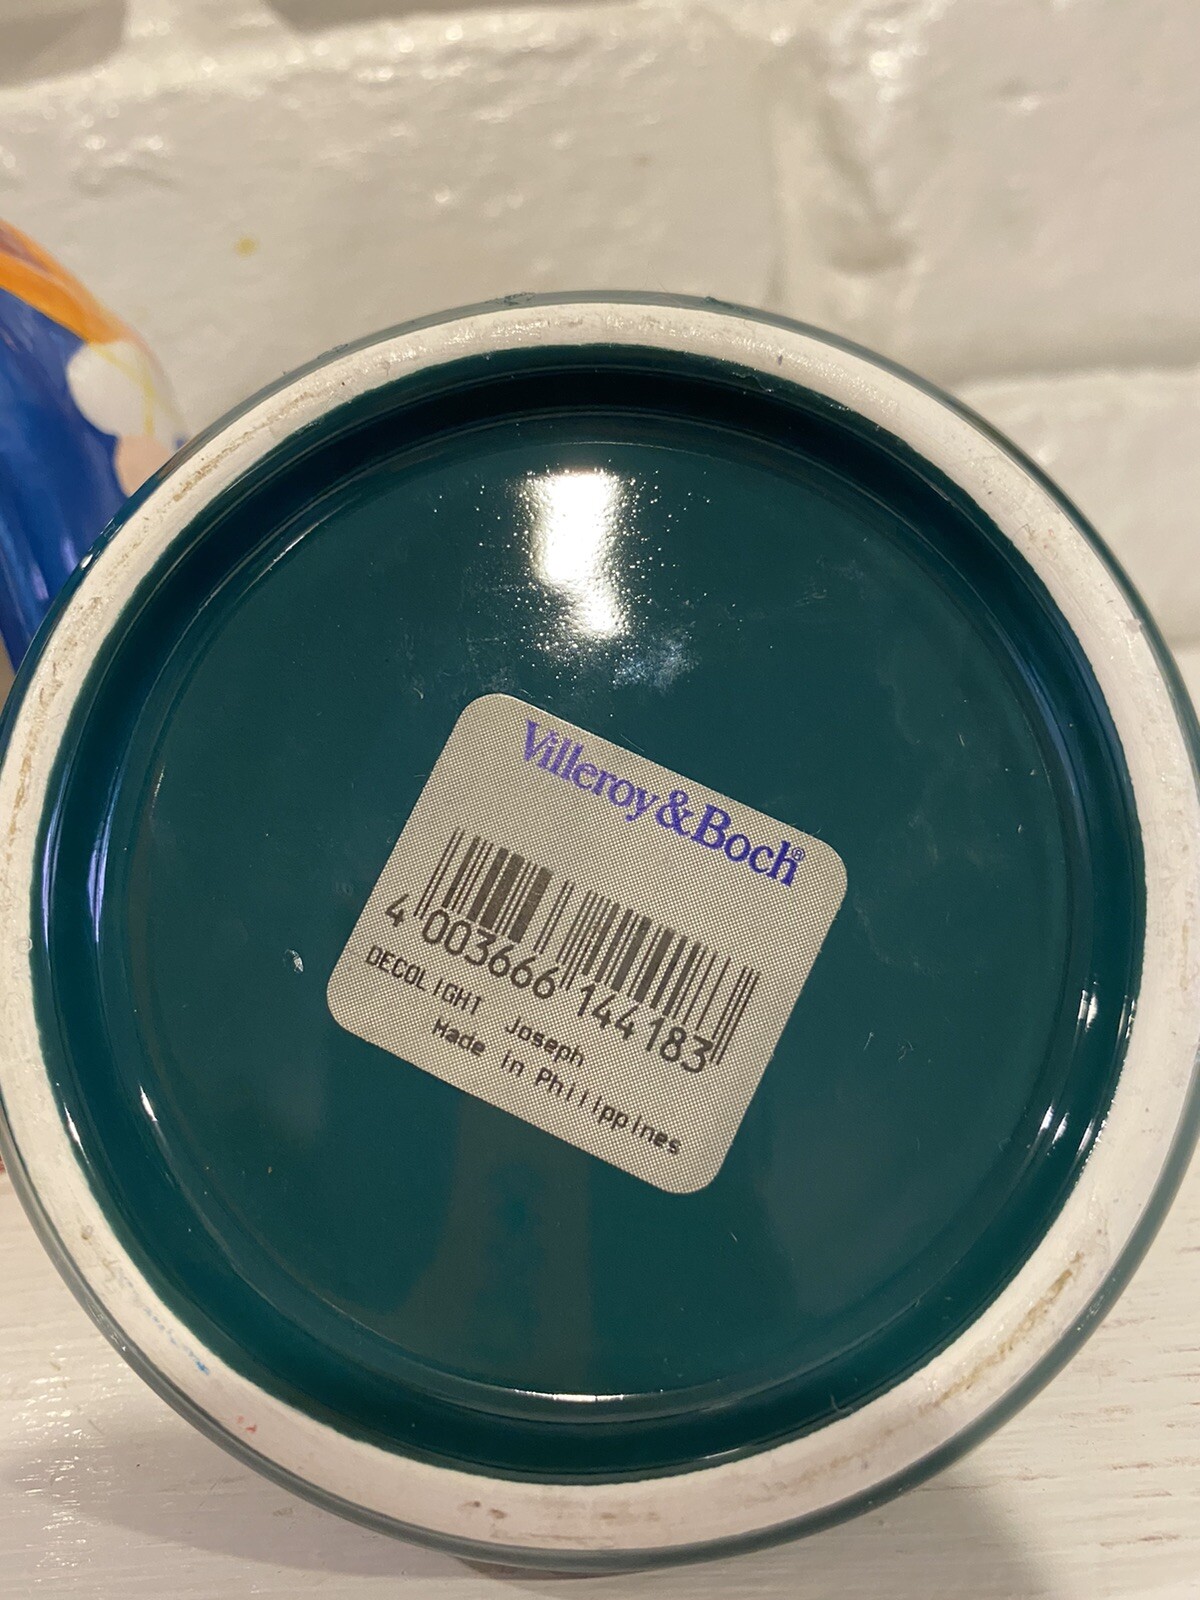 Villeroy&Boch®
4 003666 144183
DECOLIGHT Joseph
Made in Philippines